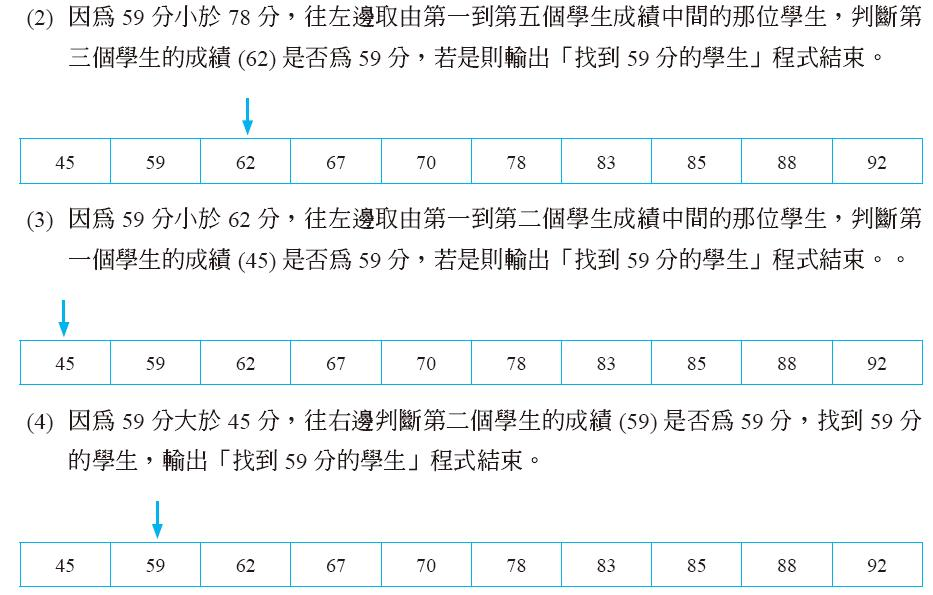 (2) 因為 59 分小於 78 分，往左邊取由第一到第五個學生成績中間的那位學生，判斷第
三個學生的成績 (62) 是否為 59 分，若是則輸出「找到 59 分的學生」程式結束。
45 59 62 67 70 78 83 85 88 92
(3) 因為 59 分小於 62 分，往左邊取由第一到第二個學生成績中間的那位學生，判斷第
一個學生的成績 (45) 是否為 59 分，若是則輸出「找到 59 分的學生」程式結束。。
45 59 62 67 70 78 83 85 88 92
(4) 因為 59 分大於 45 分，往右邊判斷第二個學生的成績 (59) 是否為 59 分，找到 59 分
的學生，輸出「找到 59 分的學生」程式結束。
45 59 62 67 70 78 83 85 88 92